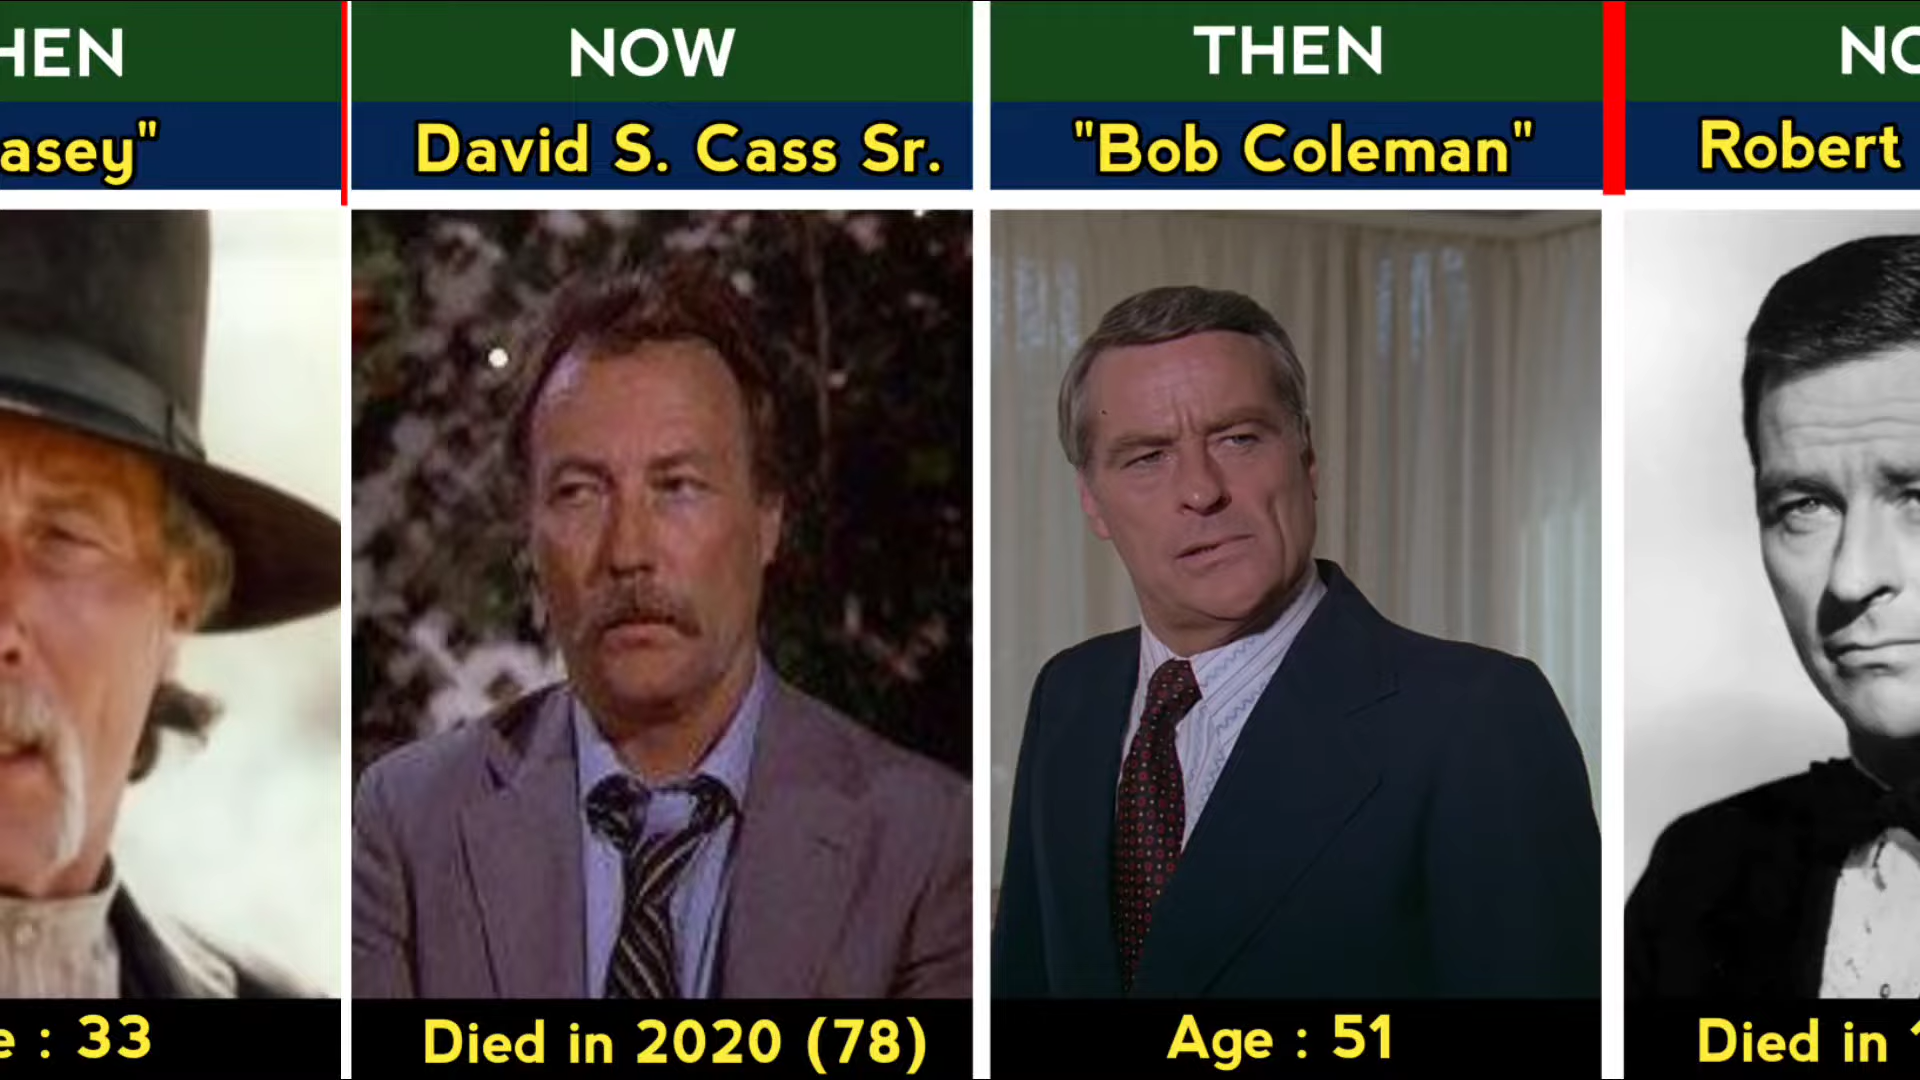 HEN
asey"
e : 33
NOW
David S. Cass Sr.
Died in 2020 (78)
THEN
"Bob Coleman"
Age : 51
NO
Robert
Died in 1